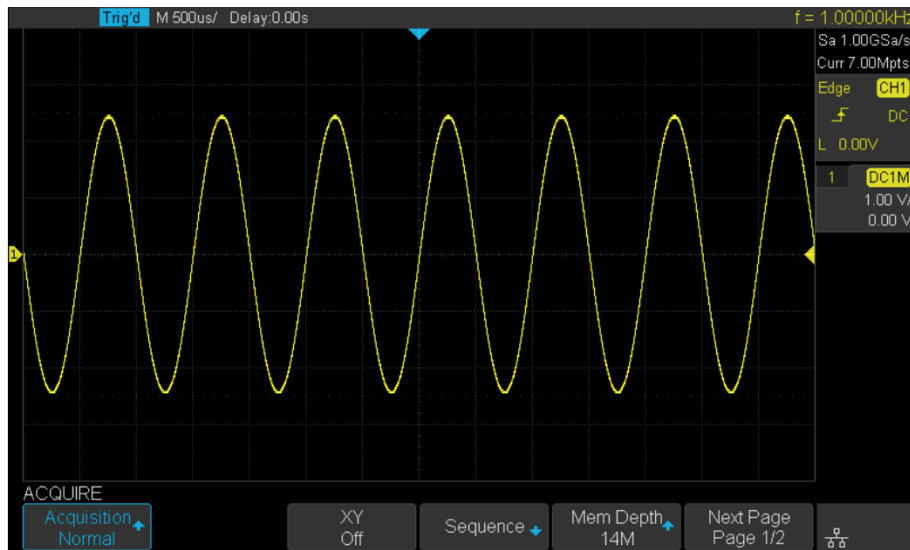 Trig'd M 500us/ Delay:0.00s f = 1.00000kHz
Sa 1.00GSa/s
Curr 7.00Mpts
Edge CH1
DC
L 0.00V
1 DC1M
1.00 V/
0.00 V
1
ACQUIRE
Acquisition
Normal
XY
Off
Sequence
Mem Depth
14M
Next Page
Page 1/2